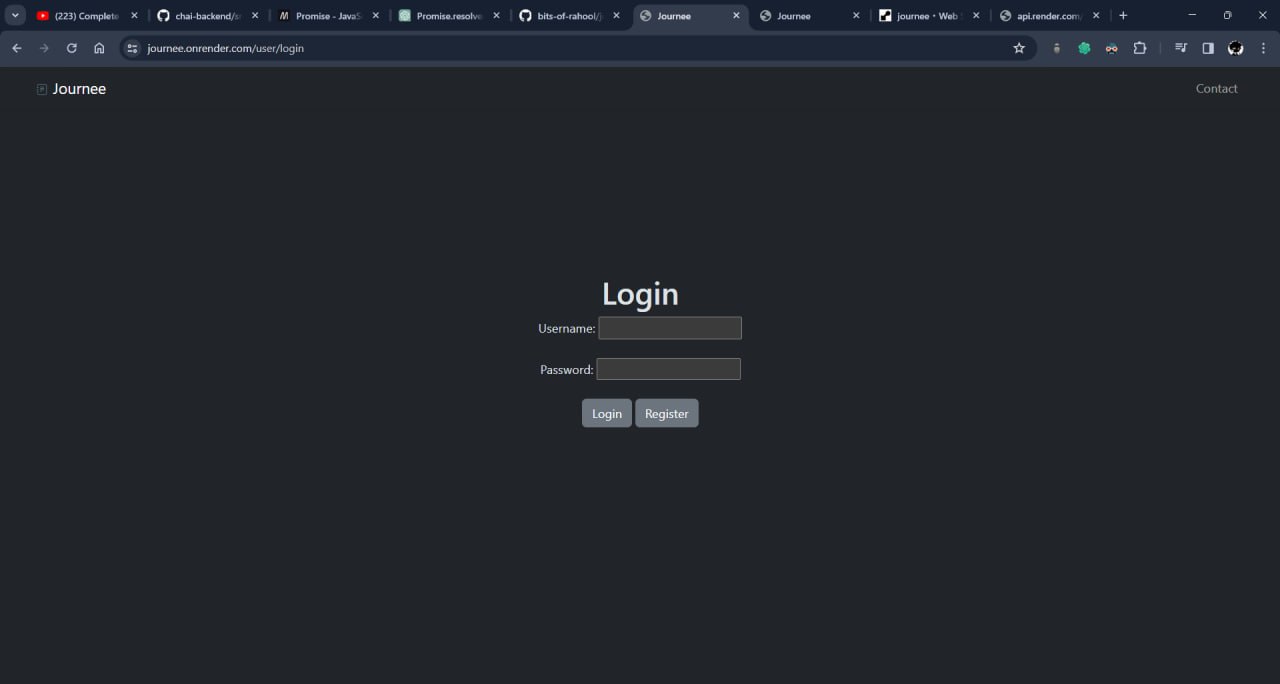 (223) Complete
chai-backend/sr
Promise - JavaS
Promise.resolve
bits-of-rahool/j
Journee
Journee
journee · Web
api.render.com/
journee.onrender.com/user/login
Journee
Contact
Login
Username:
Password:
Login
Register